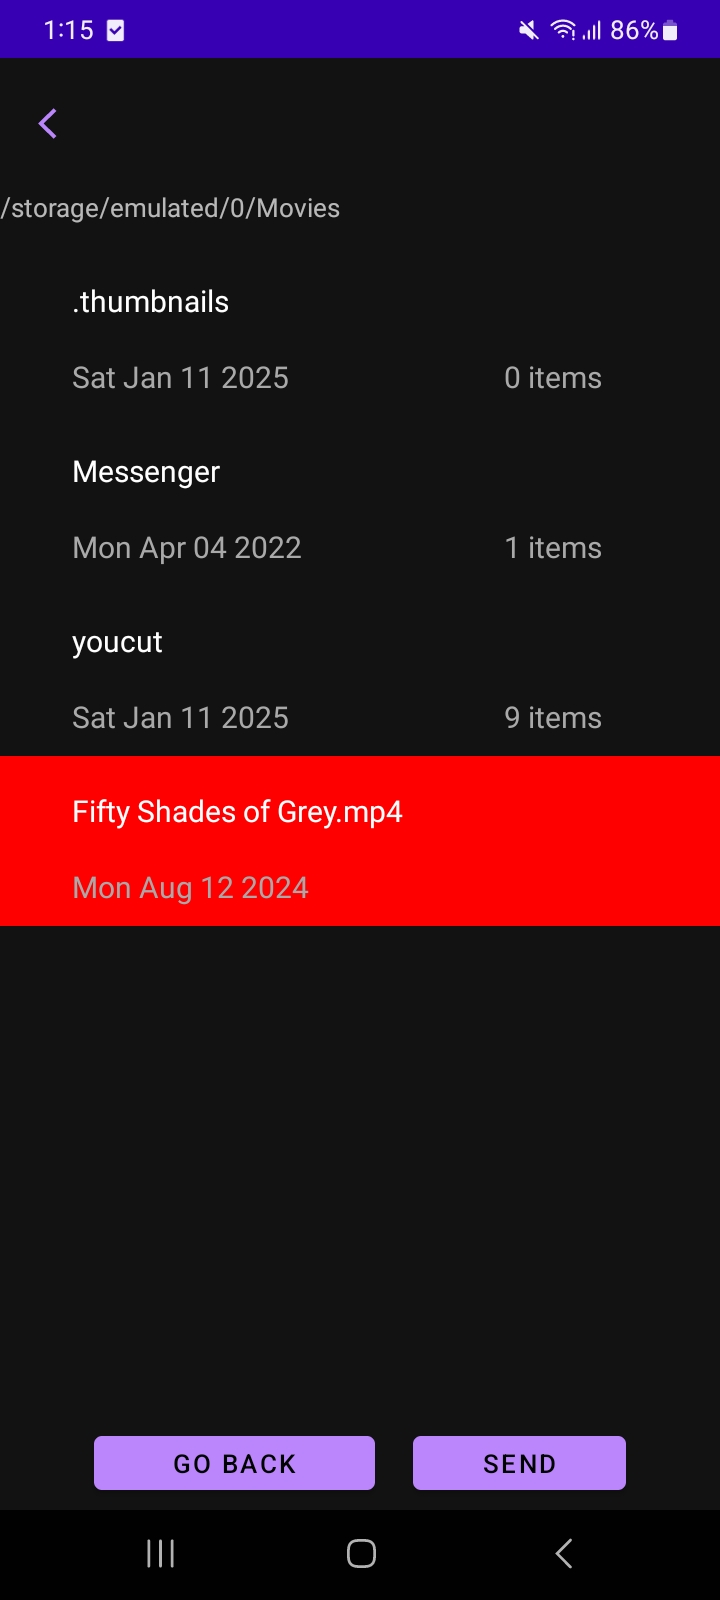 1:15 86%
/storage/emulated/0/Movies
.thumbnails
Sat Jan 11 2025 0 items
Messenger
Mon Apr 04 2022 1 items
youcut
Sat Jan 11 2025 9 items
Fifty Shades of Grey.mp4
Mon Aug 12 2024
GO BACK SEND